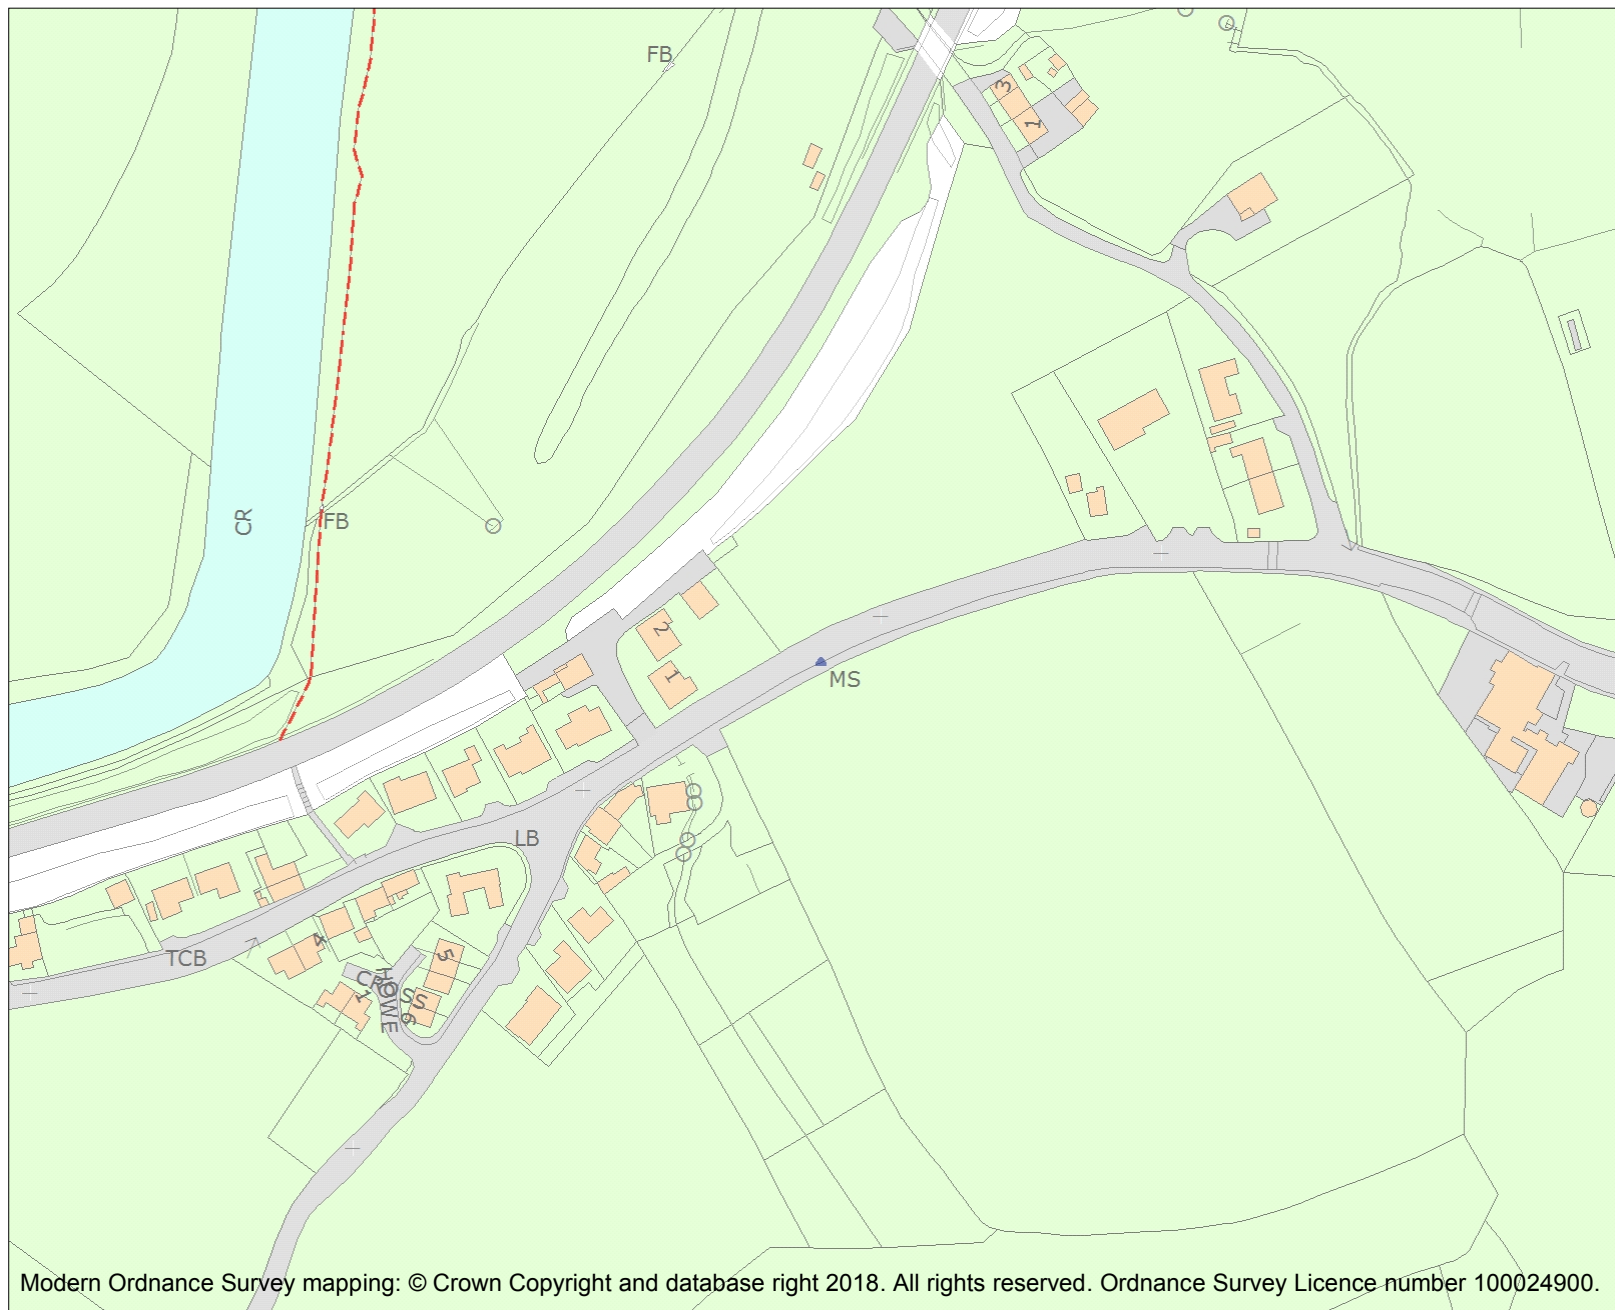 FB
3
1
CR
FB
2
1
MS
LB
4
TCB
5
CROSS
HOWE
1
6
Modern Ordnance Survey mapping: © Crown Copyright and database right 2018. All rights reserved. Ordnance Survey Licence number 100024900.